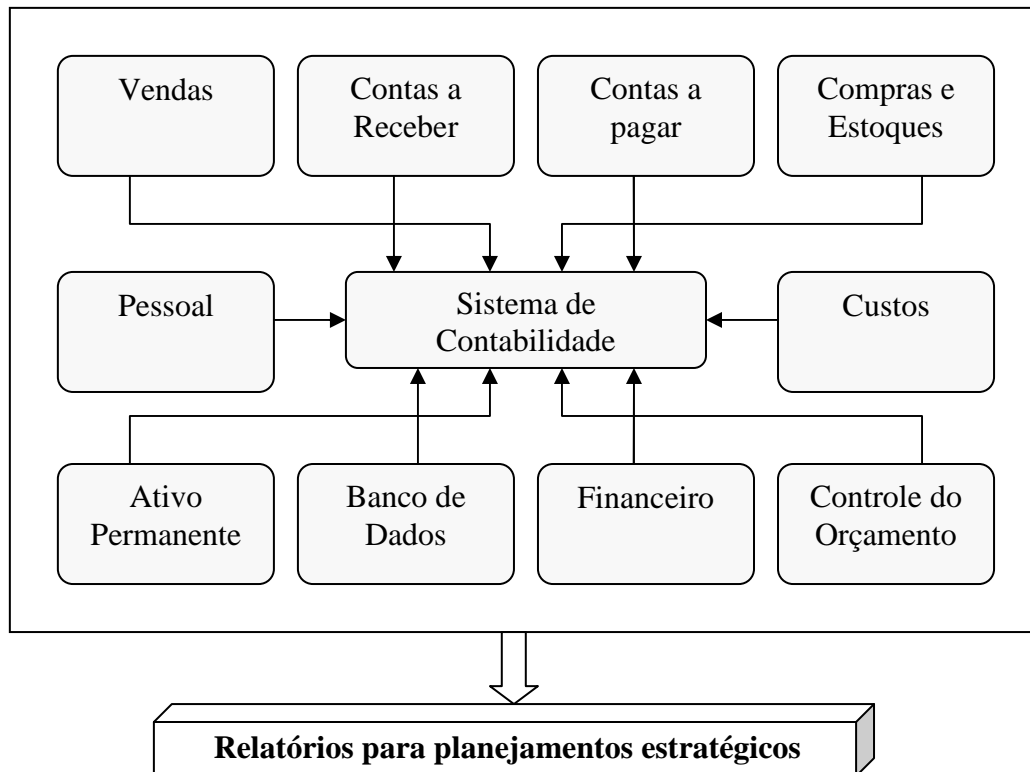 Vendas
Contas a
Receber
Contas a
pagar
Compras e
Estoques
Pessoal
Sistema de
Contabilidade
Custos
Ativo
Permanente
Banco de
Dados
Financeiro
Controle do
Orçamento
Relatórios para planejamentos estratégicos